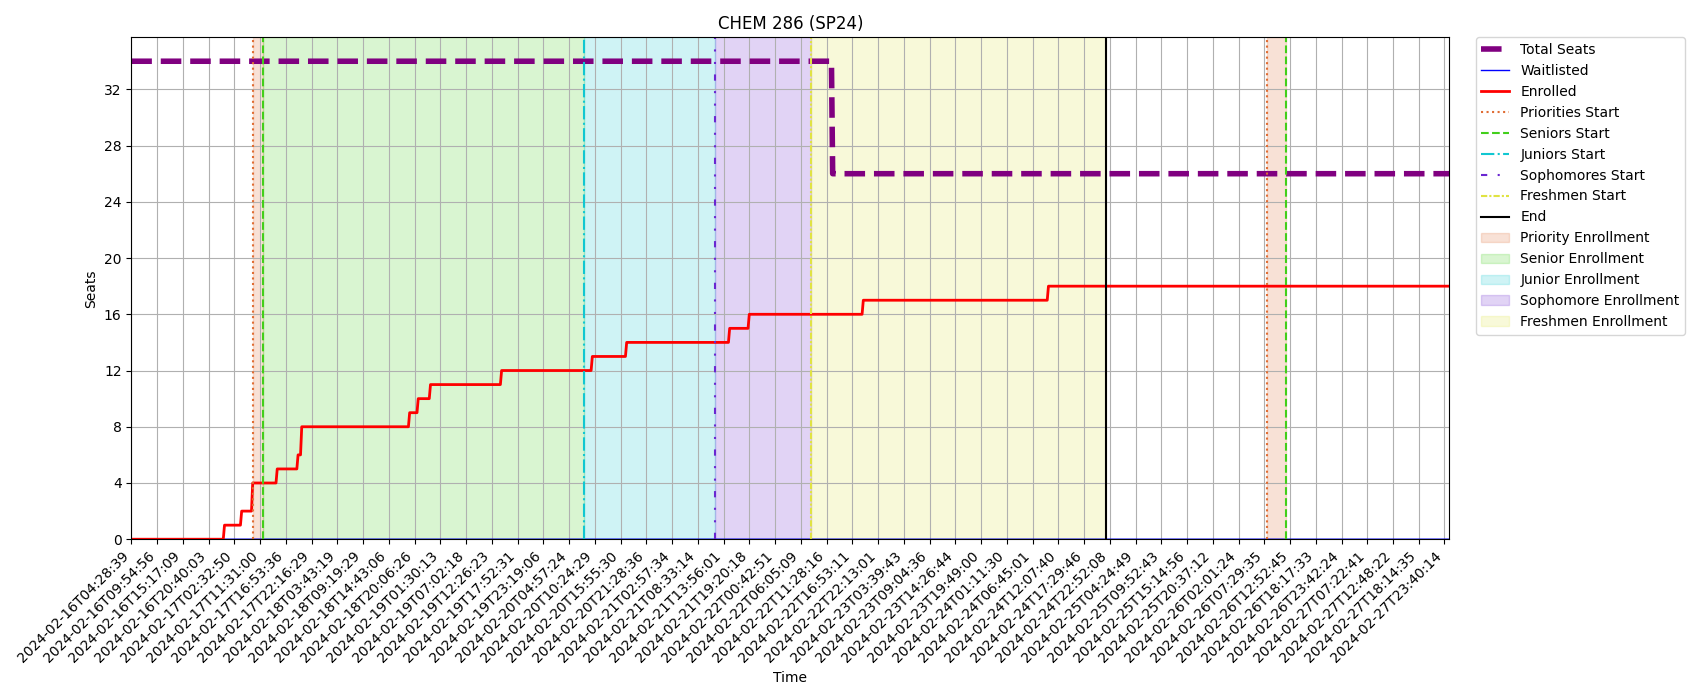 CHEM 286 (SP24)
Seats
32
28
24
20
16
12
8
4
0
2024-02-16T04:28:39
2024-02-16T09:54:56
2024-02-16T15:17:09
2024-02-16T20:40:03
2024-02-17T02:32:50
2024-02-17T11:31:00
2024-02-17T16:53:36
2024-02-17T22:16:29
2024-02-18T03:43:19
2024-02-18T09:19:29
2024-02-18T14:43:06
2024-02-18T20:06:26
2024-02-19T01:30:13
2024-02-19T07:02:18
2024-02-19T12:26:23
2024-02-19T17:52:31
2024-02-19T23:19:06
2024-02-20T04:57:24
2024-02-20T10:24:29
2024-02-20T15:55:30
2024-02-20T21:28:36
2024-02-21T02:57:34
2024-02-21T08:33:14
2024-02-21T13:56:01
2024-02-21T19:20:18
2024-02-22T00:42:51
2024-02-22T06:05:09
2024-02-22T11:28:16
2024-02-22T16:53:11
2024-02-22T22:13:01
2024-02-23T03:39:43
2024-02-23T09:04:36
2024-02-23T14:26:44
2024-02-23T19:49:00
2024-02-24T01:11:30
2024-02-24T06:45:01
2024-02-24T12:07:40
2024-02-24T17:29:46
2024-02-24T22:52:08
2024-02-25T04:24:49
2024-02-25T09:52:43
2024-02-25T15:14:56
2024-02-25T20:37:12
2024-02-26T02:01:24
2024-02-26T07:29:35
2024-02-26T12:52:45
2024-02-26T18:17:33
2024-02-26T23:42:24
2024-02-27T07:22:41
2024-02-27T12:48:22
2024-02-27T18:14:35
2024-02-27T23:40:14
Time
Total Seats
Waitlisted
Enrolled
Priorities Start
Seniors Start
Juniors Start
Sophomores Start
Freshmen Start
End
Priority Enrollment
Senior Enrollment
Junior Enrollment
Sophomore Enrollment
Freshmen Enrollment